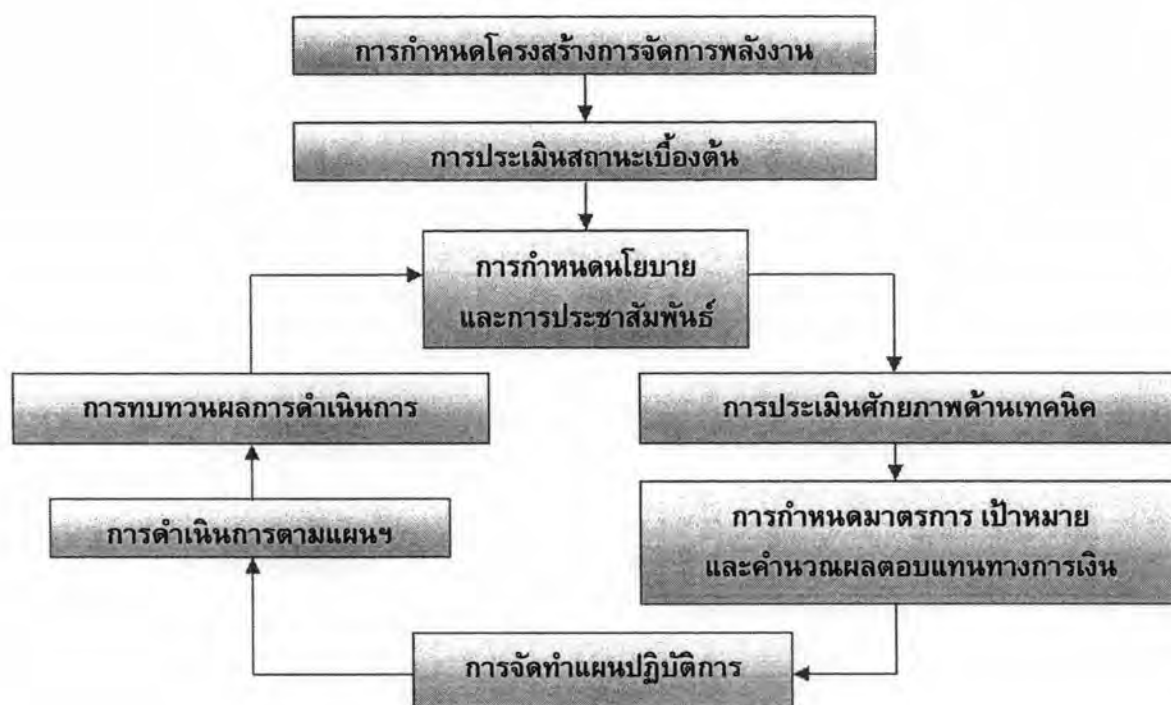 การกำหนดโครงสร้างการจัดการพลังงาน
การประเมินสถานะเบื้องต้น
การกำหนดนโยบาย
และการประชาสัมพันธ์
การประเมินศักยภาพด้านเทคนิค
การกำหนดมาตรการ เป้าหมาย
และคำนวณผลตอบแทนทางการเงิน
การจัดทำแผนปฏิบัติการ
การดำเนินการตามแผนฯ
การทบทวนผลการดำเนินการ